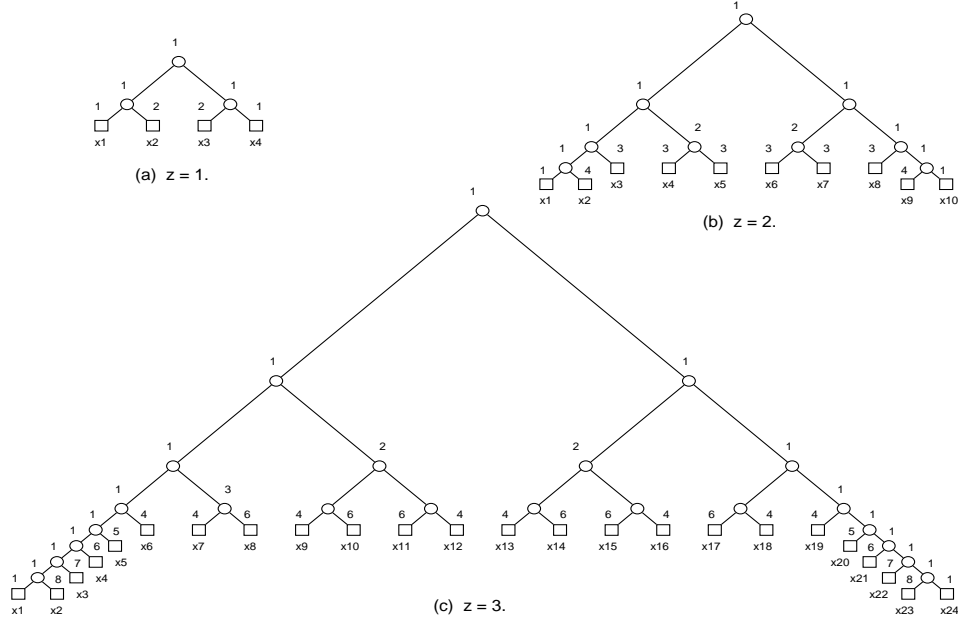 1
1 1
1 2 2 1
x1 x2 x3 x4
(a) z = 1.
1
1 1
1 2 2 1
1 3 3 3 3 3 3 1
1 4 4 1
x3 x4 x5 x6 x7 x8
x1 x2 x9 x10
(b) z = 2.
1
1 1
1 2 2 1
1 3 1
1 4 4 6 4 6 6 4 4 6 6 4 6 4 4 1
1 5 5 1
x6 x7 x8 x9 x10 x11 x12 x13 x14 x15 x16 x17 x18 x19
1 6 6 1
x5 x20
1 7 7 1
x4 x21
1 8 8 1
x3 x22
x1 x2 x23 x24
(c) z = 3.